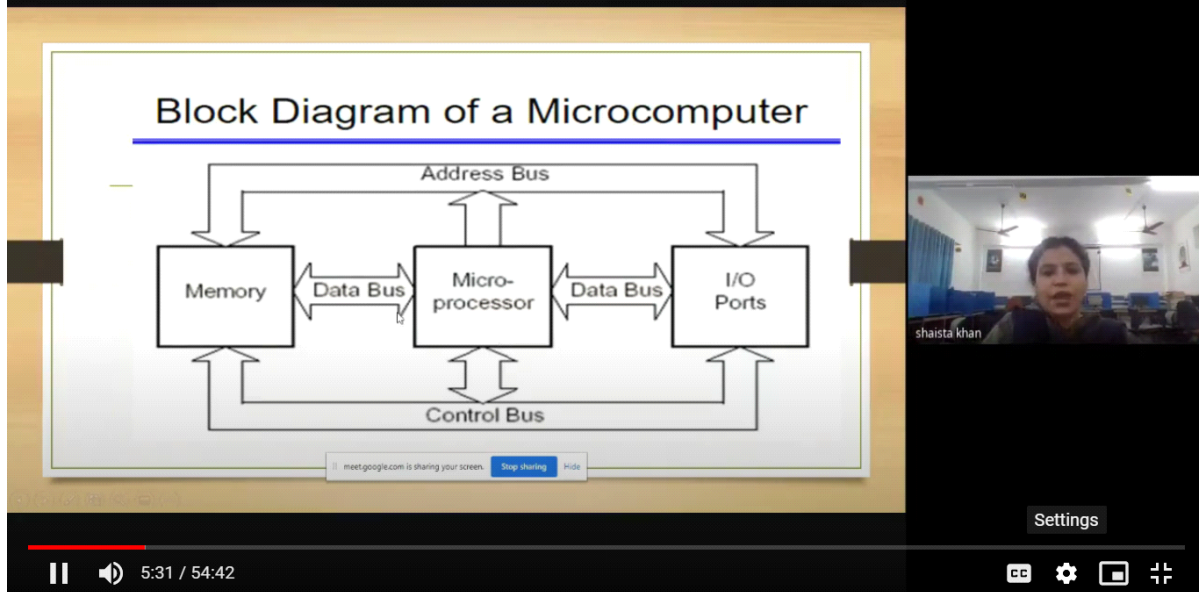 Block Diagram of a Microcomputer
Address Bus
Memory
Data Bus
Micro-
processor
Data Bus
I/O
Ports
Control Bus
meet.google.com is sharing your screen.
Stop sharing
Hide
shaista khan
Settings
5:31 / 54:42
CC